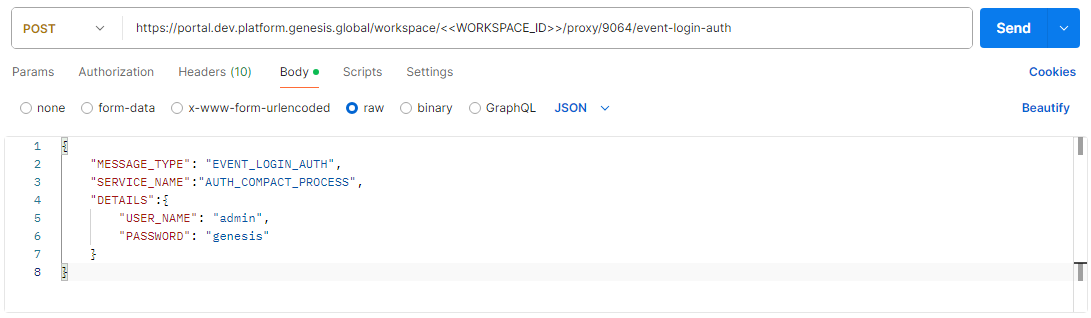 POST https://portal.dev.platform.genesis.global/workspace/<<WORKSPACE_ID>>/proxy/9064/event-login-auth Send
Params Authorization Headers (10) Body Scripts Settings Cookies
none form-data x-www-form-urlencoded raw binary GraphQL JSON Beautify
1 {
2 "MESSAGE_TYPE": "EVENT_LOGIN_AUTH",
3 "SERVICE_NAME":"AUTH_COMPACT_PROCESS",
4 "DETAILS":{
5 "USER_NAME": "admin",
6 "PASSWORD": "genesis"
7 }
8 }